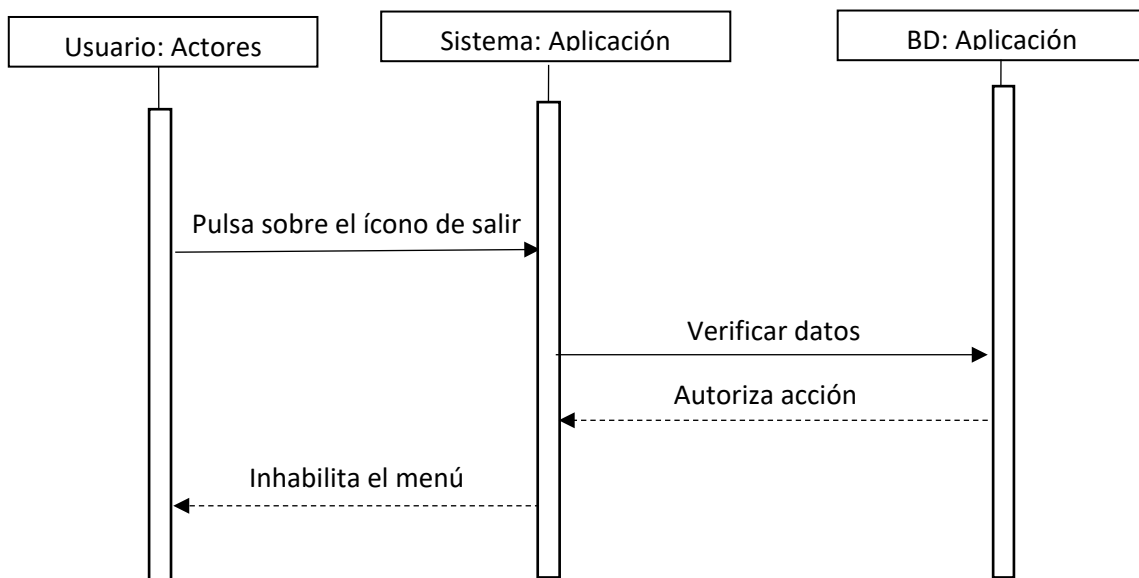 Usuario: Actores
Sistema: Aplicación
BD: Aplicación
Pulsa sobre el ícono de salir
Verificar datos
Autoriza acción
Inhabilita el menú